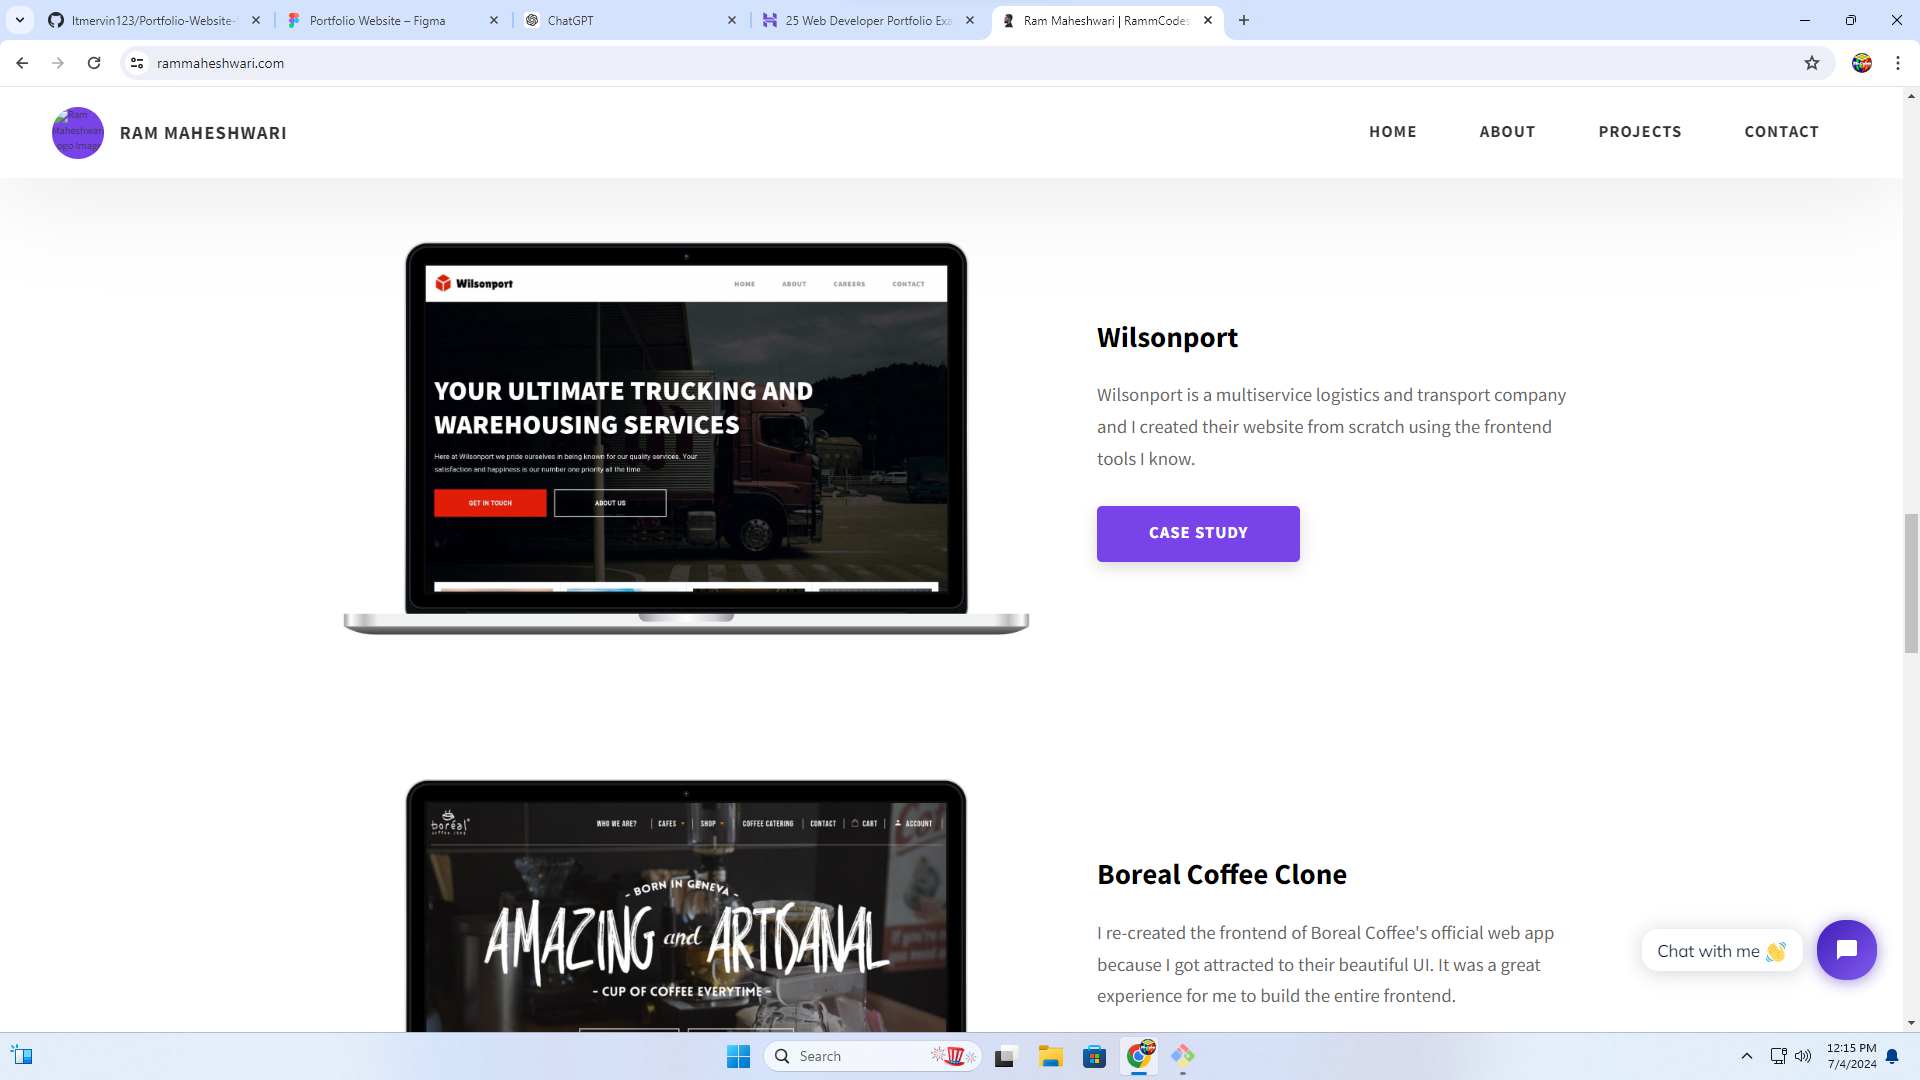 Itmervin123/Portfolio-Website-
Portfolio Website – Figma
ChatGPT
25 Web Developer Portfolio Exa
Ram Maheshwari | RammCodes
rammaheshwari.com
Ram
Maheshwari
ogo Image
RAM MAHESHWARI
HOME
ABOUT
PROJECTS
CONTACT
Wilsonport
HOME
ABOUT
CAREERS
CONTACT
YOUR ULTIMATE TRUCKING AND
WAREHOUSING SERVICES
Here at Wilsonport we pride ourselves in being known for our quality services. Your
satisfaction and happiness is our number one priority all the time
GET IN TOUCH
ABOUT US
Wilsonport
Wilsonport is a multiservice logistics and transport company
and I created their website from scratch using the frontend
tools I know.
CASE STUDY
boréal
coffee shop
WHO WE ARE?
CAFES
SHOP
COFFEE CATERING
CONTACT
CART
ACCOUNT
- BORN IN GENEVA -
AMAZING and ARTISANAL
- CUP OF COFFEE EVERYTIME -
Boreal Coffee Clone
I re-created the frontend of Boreal Coffee's official web app
because I got attracted to their beautiful UI. It was a great
experience for me to build the entire frontend.
Chat with me 👋
Search
12:15 PM
7/4/2024